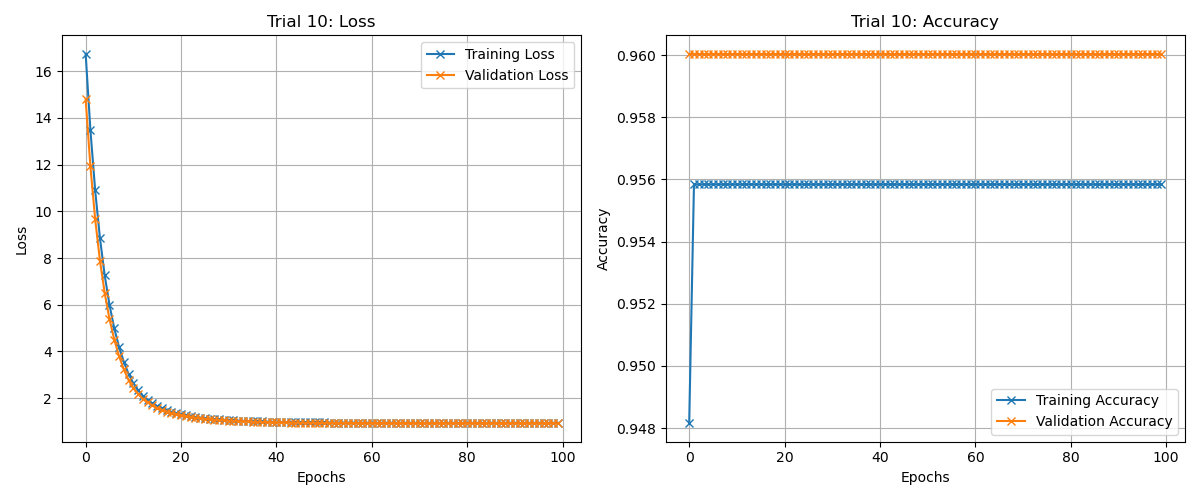 Trial 10: Loss
16
14
12
10
8
6
4
2
Loss
0
20
40
60
80
100
Epochs
Training Loss
Validation Loss
Trial 10: Accuracy
0.960
0.958
0.956
0.954
0.952
0.950
0.948
Accuracy
0
20
40
60
80
100
Epochs
Training Accuracy
Validation Accuracy